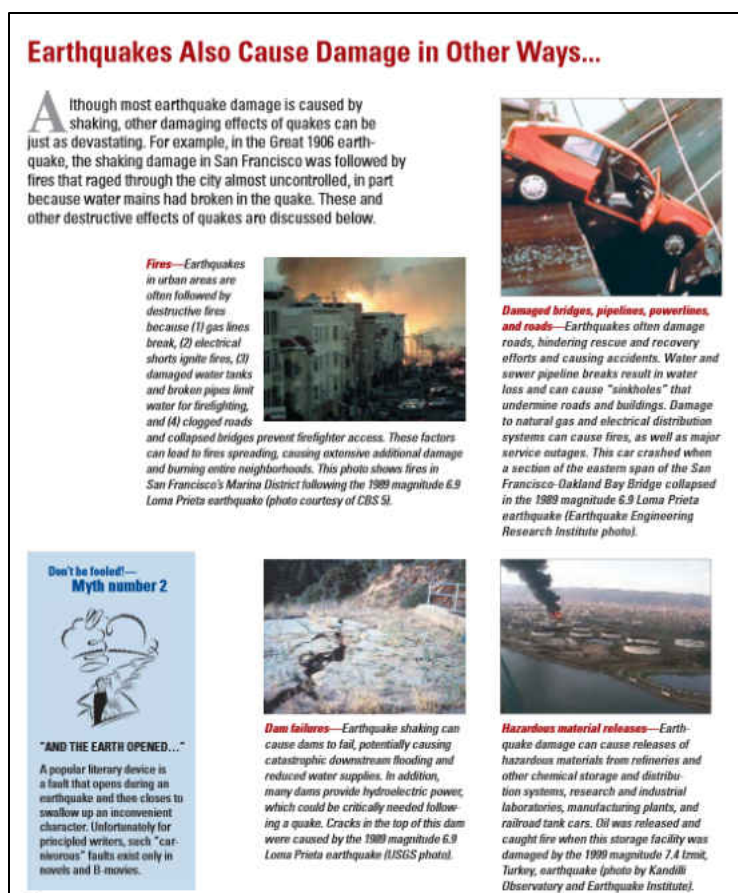 Earthquakes Also Cause Damage in Other Ways...
Although most earthquake damage is caused by
shaking, other damaging effects of quakes can be
just as devastating. For example, in the Great 1906 earth-
quake, the shaking damage in San Francisco was followed by
fires that raged through the city almost uncontrolled, in part
because water mains had broken in the quake. These and
other destructive effects of quakes are discussed below.
Fires—Earthquakes
in urban areas are
often followed by
destructive fires
because (1) gas lines
break, (2) electrical
shorts ignite fires, (3)
damaged water tanks
and broken pipes limit
water for firefighting,
and (4) clogged roads
and collapsed bridges prevent firefighter access. These factors
can lead to fires spreading, causing extensive additional damage
and burning entire neighborhoods. This photo shows fires in
San Francisco's Marina District following the 1989 magnitude 6.9
Loma Prieta earthquake (photo courtesy of CBS 5).
Damaged bridges, pipelines, powerlines,
and roads—Earthquakes often damage
roads, hindering rescue and recovery
efforts and causing accidents. Water and
sewer pipeline breaks result in water
loss and can cause "sinkholes" that
undermine roads and buildings. Damage
to natural gas and electrical distribution
systems can cause fires, as well as major
service outages. This car crashed when
a section of the eastern span of the San
Francisco-Oakland Bay Bridge collapsed
in the 1989 magnitude 6.9 Loma Prieta
earthquake (Earthquake Engineering
Research Institute photo).
Don't be fooled!—
Myth number 2
"AND THE EARTH OPENED..."
A popular literary device is
a fault that opens during an
earthquake and then closes to
swallow up an inconvenient
character. Unfortunately for
principled writers, such "car-
nivorous" faults exist only in
novels and B-movies.
Dam failures—Earthquake shaking can
cause dams to fail, potentially causing
catastrophic downstream flooding and
reduced water supplies. In addition,
many dams provide hydroelectric power,
which could be critically needed follow-
ing a quake. Cracks in the top of this dam
were caused by the 1989 magnitude 6.9
Loma Prieta earthquake (USGS photo).
Hazardous material releases—Earth-
quake damage can cause releases of
hazardous materials from refineries and
other chemical storage and distribu-
tion systems, research and industrial
laboratories, manufacturing plants, and
railroad tank cars. Oil was released and
caught fire when this storage facility was
damaged by the 1999 magnitude 7.4 Izmit,
Turkey, earthquake (photo by Kandilli
Observatory and Earthquake Institute).